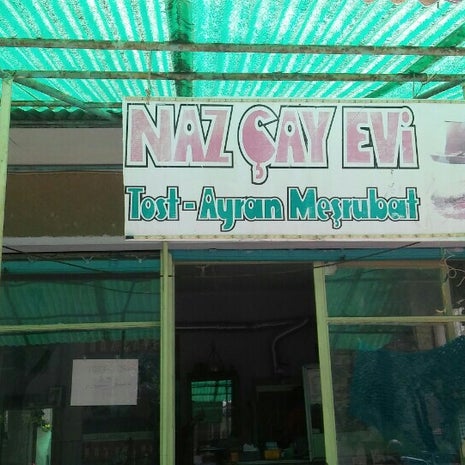 NAZ ÇAY EVİ
Tost - Ayran Meşrubat